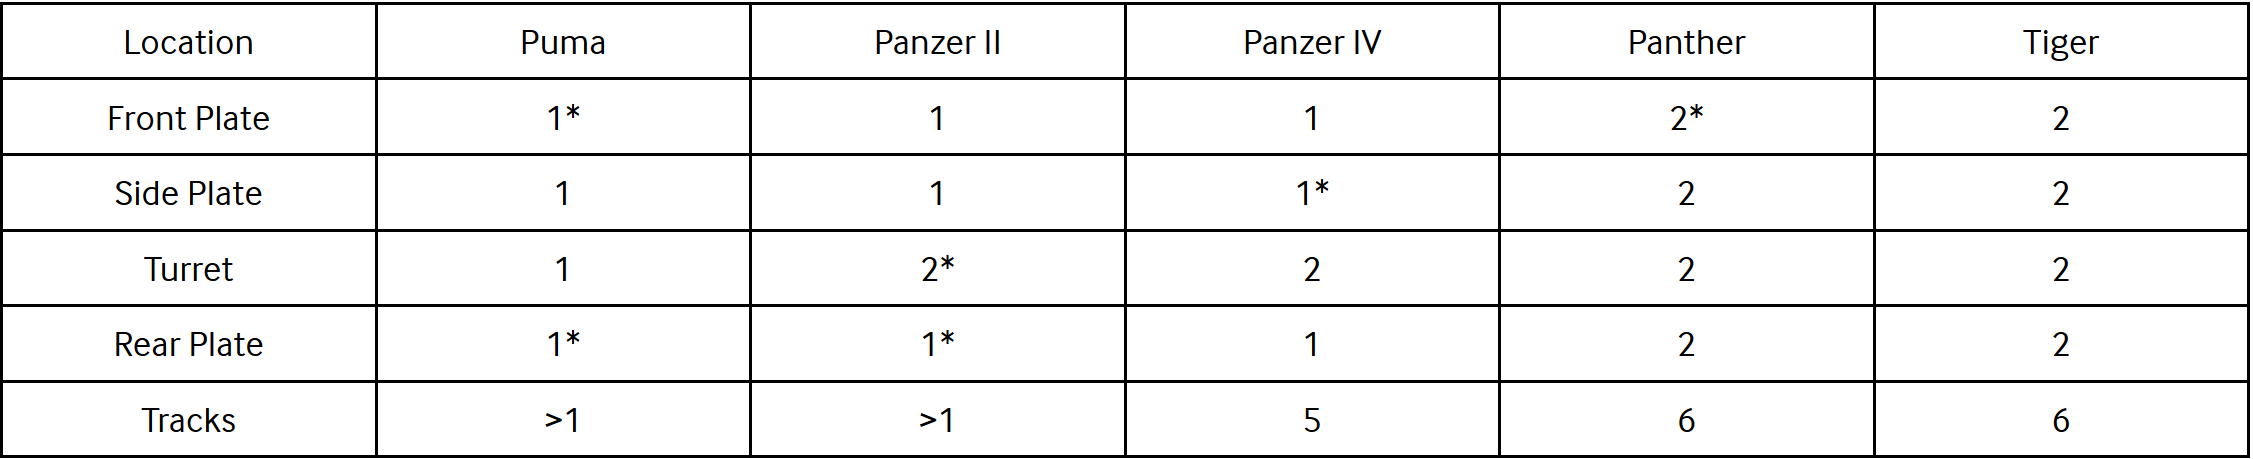 Location Puma Panzer II Panzer IV Panther Tiger
Front Plate 1* 1 1 2* 2
Side Plate 1 1 1* 2 2
Turret 1 2* 2 2 2
Rear Plate 1* 1* 1 2 2
Tracks >1 >1 5 6 6